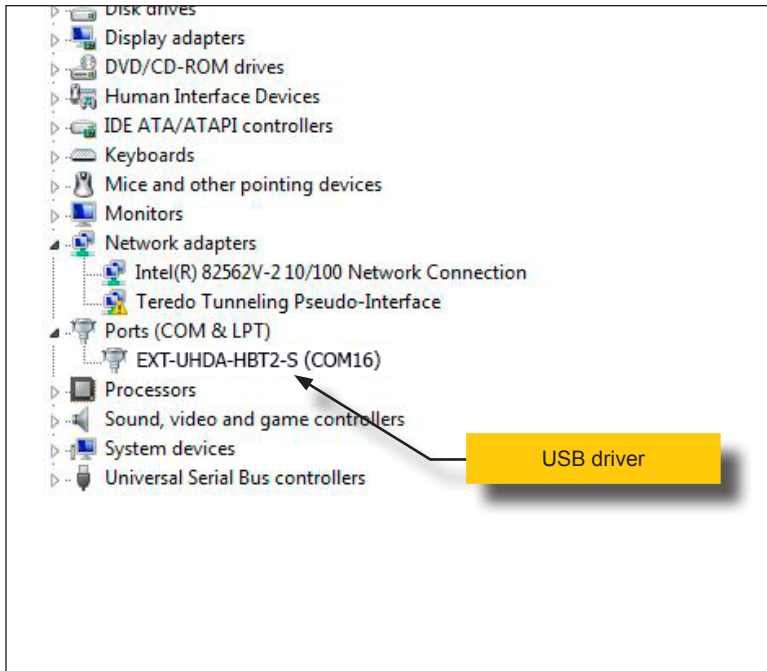 Disk drives
Display adapters
DVD/CD-ROM drives
Human Interface Devices
IDE ATA/ATAPI controllers
Keyboards
Mice and other pointing devices
Monitors
Network adapters
Intel(R) 82562V-2 10/100 Network Connection
Teredo Tunneling Pseudo-Interface
Ports (COM & LPT)
EXT-UHDA-HBT2-S (COM16)
Processors
Sound, video and game controllers
System devices
USB driver
Universal Serial Bus controllers